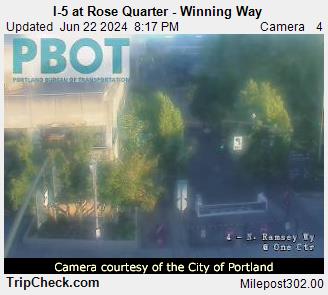 I-5 at Rose Quarter - Winning Way
Updated Jun 22 2024 8:17 PM Camera 4
PBOT
PORTLAND BUREAU OF TRANSPORTATION
4 - N. Ramsey Wy
@ One Ctr
Camera courtesy of the City of Portland
TripCheck.com Milepost302.00